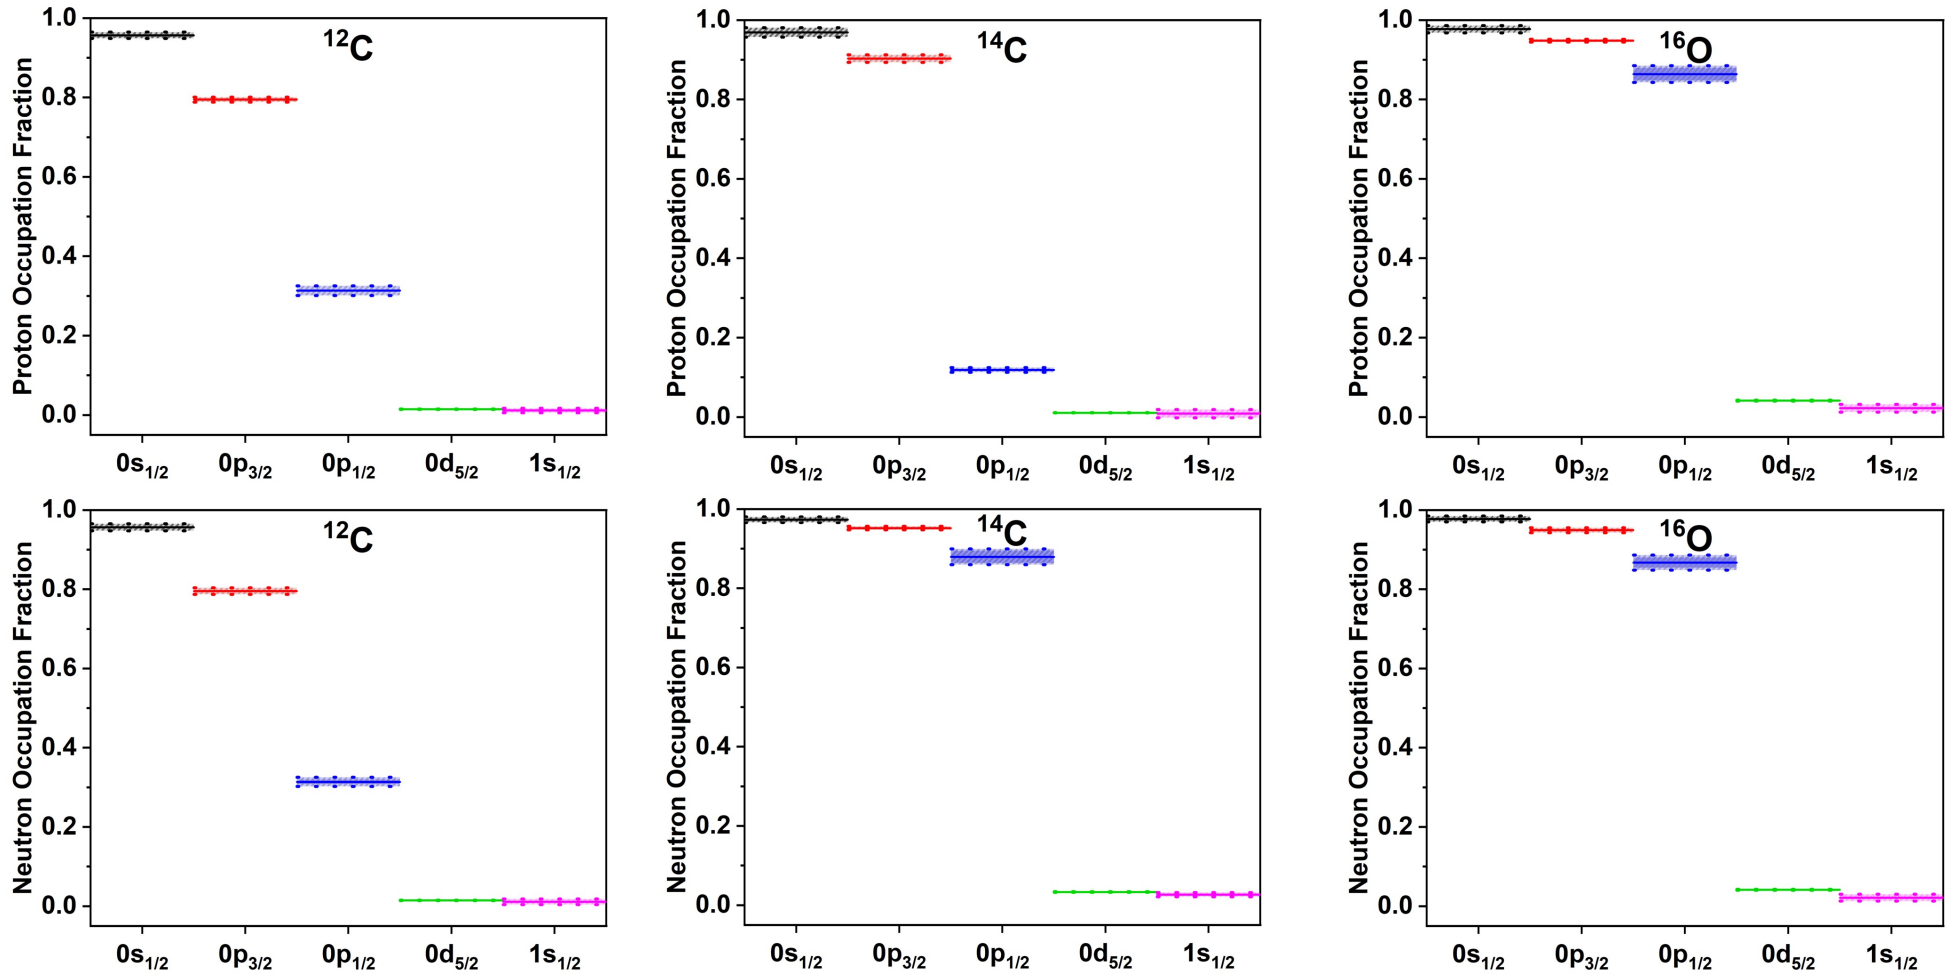 Proton Occupation Fraction
1.0
0.8
0.6
0.4
0.2
0.0
¹²C
0s₁/₂ 0p₃/₂ 0p₁/₂ 0d₅/₂ 1s₁/₂
Proton Occupation Fraction
1.0
0.8
0.6
0.4
0.2
0.0
¹⁴C
0s₁/₂ 0p₃/₂ 0p₁/₂ 0d₅/₂ 1s₁/₂
Proton Occupation Fraction
1.0
0.8
0.6
0.4
0.2
0.0
¹⁶O
0s₁/₂ 0p₃/₂ 0p₁/₂ 0d₅/₂ 1s₁/₂
Neutron Occupation Fraction
1.0
0.8
0.6
0.4
0.2
0.0
¹²C
0s₁/₂ 0p₃/₂ 0p₁/₂ 0d₅/₂ 1s₁/₂
Neutron Occupation Fraction
1.0
0.8
0.6
0.4
0.2
0.0
¹⁴C
0s₁/₂ 0p₃/₂ 0p₁/₂ 0d₅/₂ 1s₁/₂
Neutron Occupation Fraction
1.0
0.8
0.6
0.4
0.2
0.0
¹⁶O
0s₁/₂ 0p₃/₂ 0p₁/₂ 0d₅/₂ 1s₁/₂